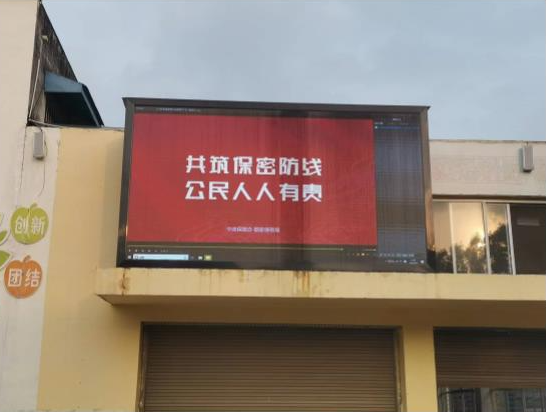 共筑保密防线
公民人人有责
创新
团结